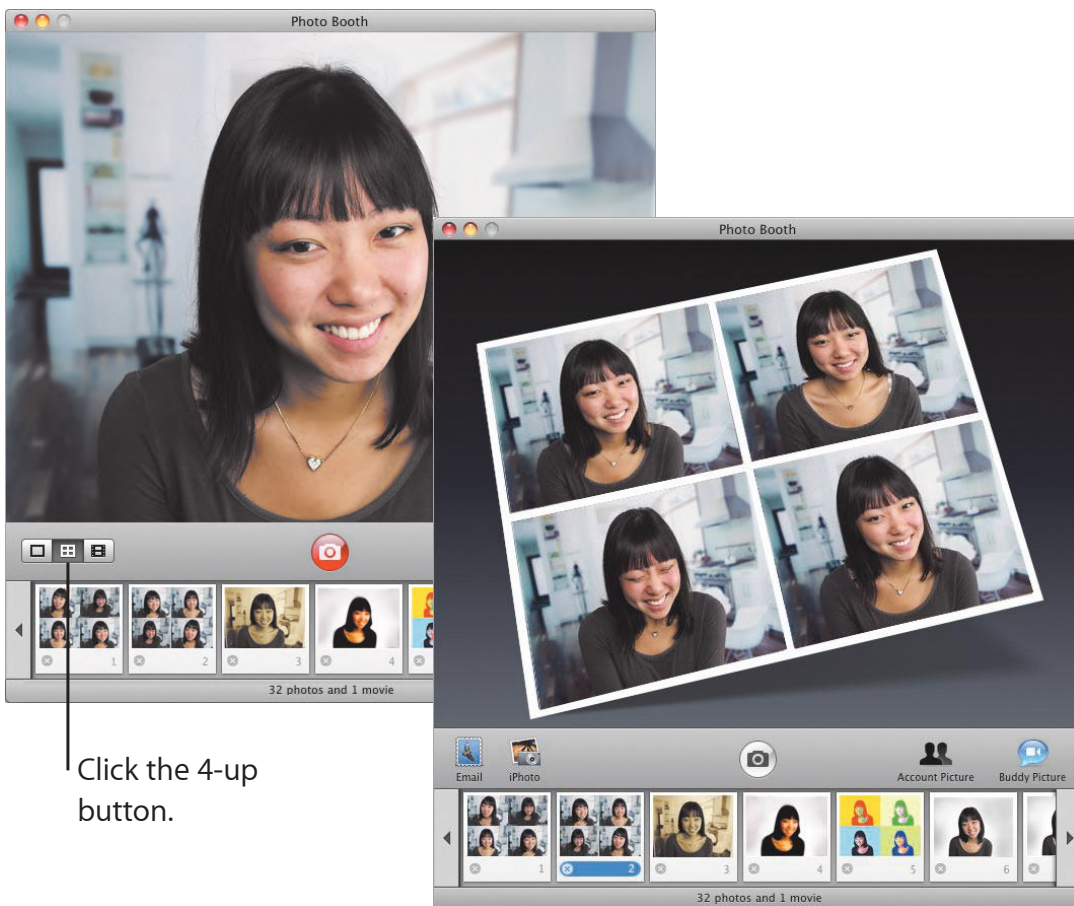 Photo Booth
1
2
3
4
32 photos and 1 movie
Click the 4-up
button.
Photo Booth
Email
iPhoto
Account Picture
Buddy Picture
1
2
3
4
5
6
32 photos and 1 movie